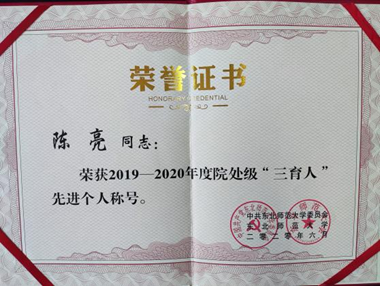 荣誉证书
HONORARY CREDENTIAL
陈亮 同志：
荣获2019—2020年度院处级“三育人”
先进个人称号。
中共东北师范大学委员会
东北师范大学
二〇二〇年六月